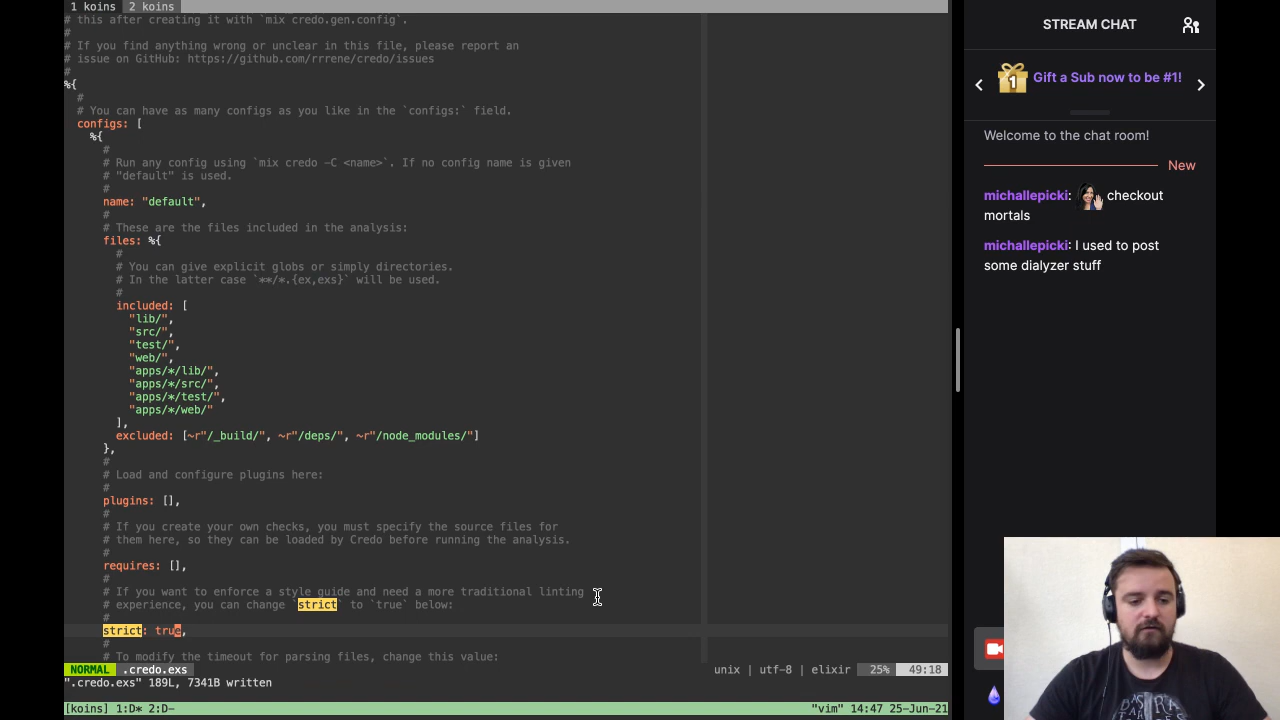 1 koins 2 koins
# this after creating it with `mix credo.gen.config`.
#
# If you find anything wrong or unclear in this file, please report an
# issue on GitHub: https://github.com/rrrene/credo/issues
#
%{
#
# You can have as many configs as you like in the `configs:` field.
configs: [
%{
#
# Run any config using `mix credo -C <name>`. If no config name is given
# "default" is used.
#
name: "default",
#
# These are the files included in the analysis:
files: %{
#
# You can give explicit globs or simply directories.
# In the latter case `**/*.{ex,exs}` will be used.
#
included: [
"lib/",
"src/",
"test/",
"web/",
"apps/*/lib/",
"apps/*/src/",
"apps/*/test/",
"apps/*/web/"
],
excluded: [~r"/_build/", ~r"/deps/", ~r"/node_modules/"]
},
#
# Load and configure plugins here:
#
plugins: [],
#
# If you create your own checks, you must specify the source files for
# them here, so they can be loaded by Credo before running the analysis.
#
requires: [],
#
# If you want to enforce a style guide and need a more traditional linting
# experience, you can change `strict` to `true` below:
#
strict: true,
#
# To modify the timeout for parsing files, change this value:
NORMAL .credo.exs unix | utf-8 | elixir 25% 49:18
".credo.exs" 189L, 7341B written
[koins] 1:D* 2:D- "vim" 14:47 25-Jun-21
STREAM CHAT
1 Gift a Sub now to be #1!
Welcome to the chat room!
New
michallepicki: checkout
mortals
michallepicki: I used to post
some dialyzer stuff